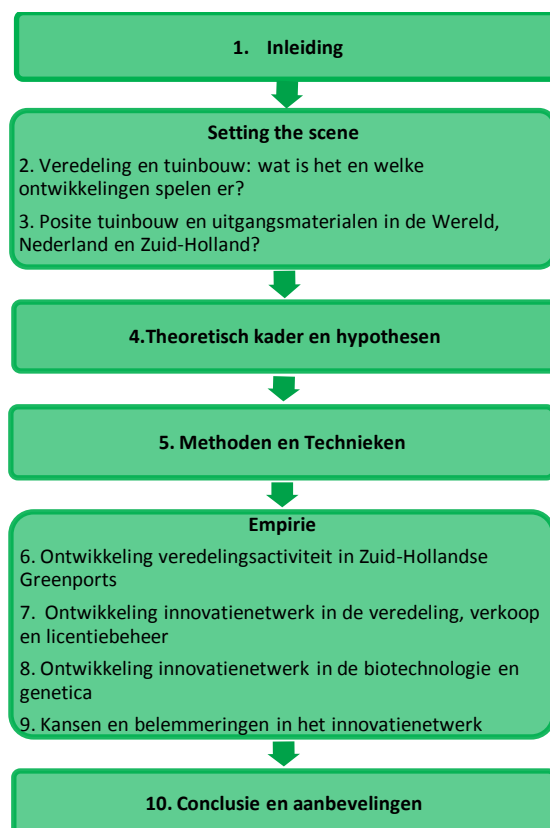 1. Inleiding
Setting the scene
2. Veredeling en tuinbouw: wat is het en welke
ontwikkelingen spelen er?
3. Posite tuinbouw en uitgangsmaterialen in de Wereld,
Nederland en Zuid-Holland?
4.Theoretisch kader en hypothesen
5. Methoden en Technieken
Empirie
6. Ontwikkeling veredelingsactiviteit in Zuid-Hollandse
Greenports
7. Ontwikkeling innovatienetwerk in de veredeling, verkoop
en licentiebeheer
8. Ontwikkeling innovatienetwerk in de biotechnologie en
genetica
9. Kansen en belemmeringen in het innovatienetwerk
10. Conclusie en aanbevelingen